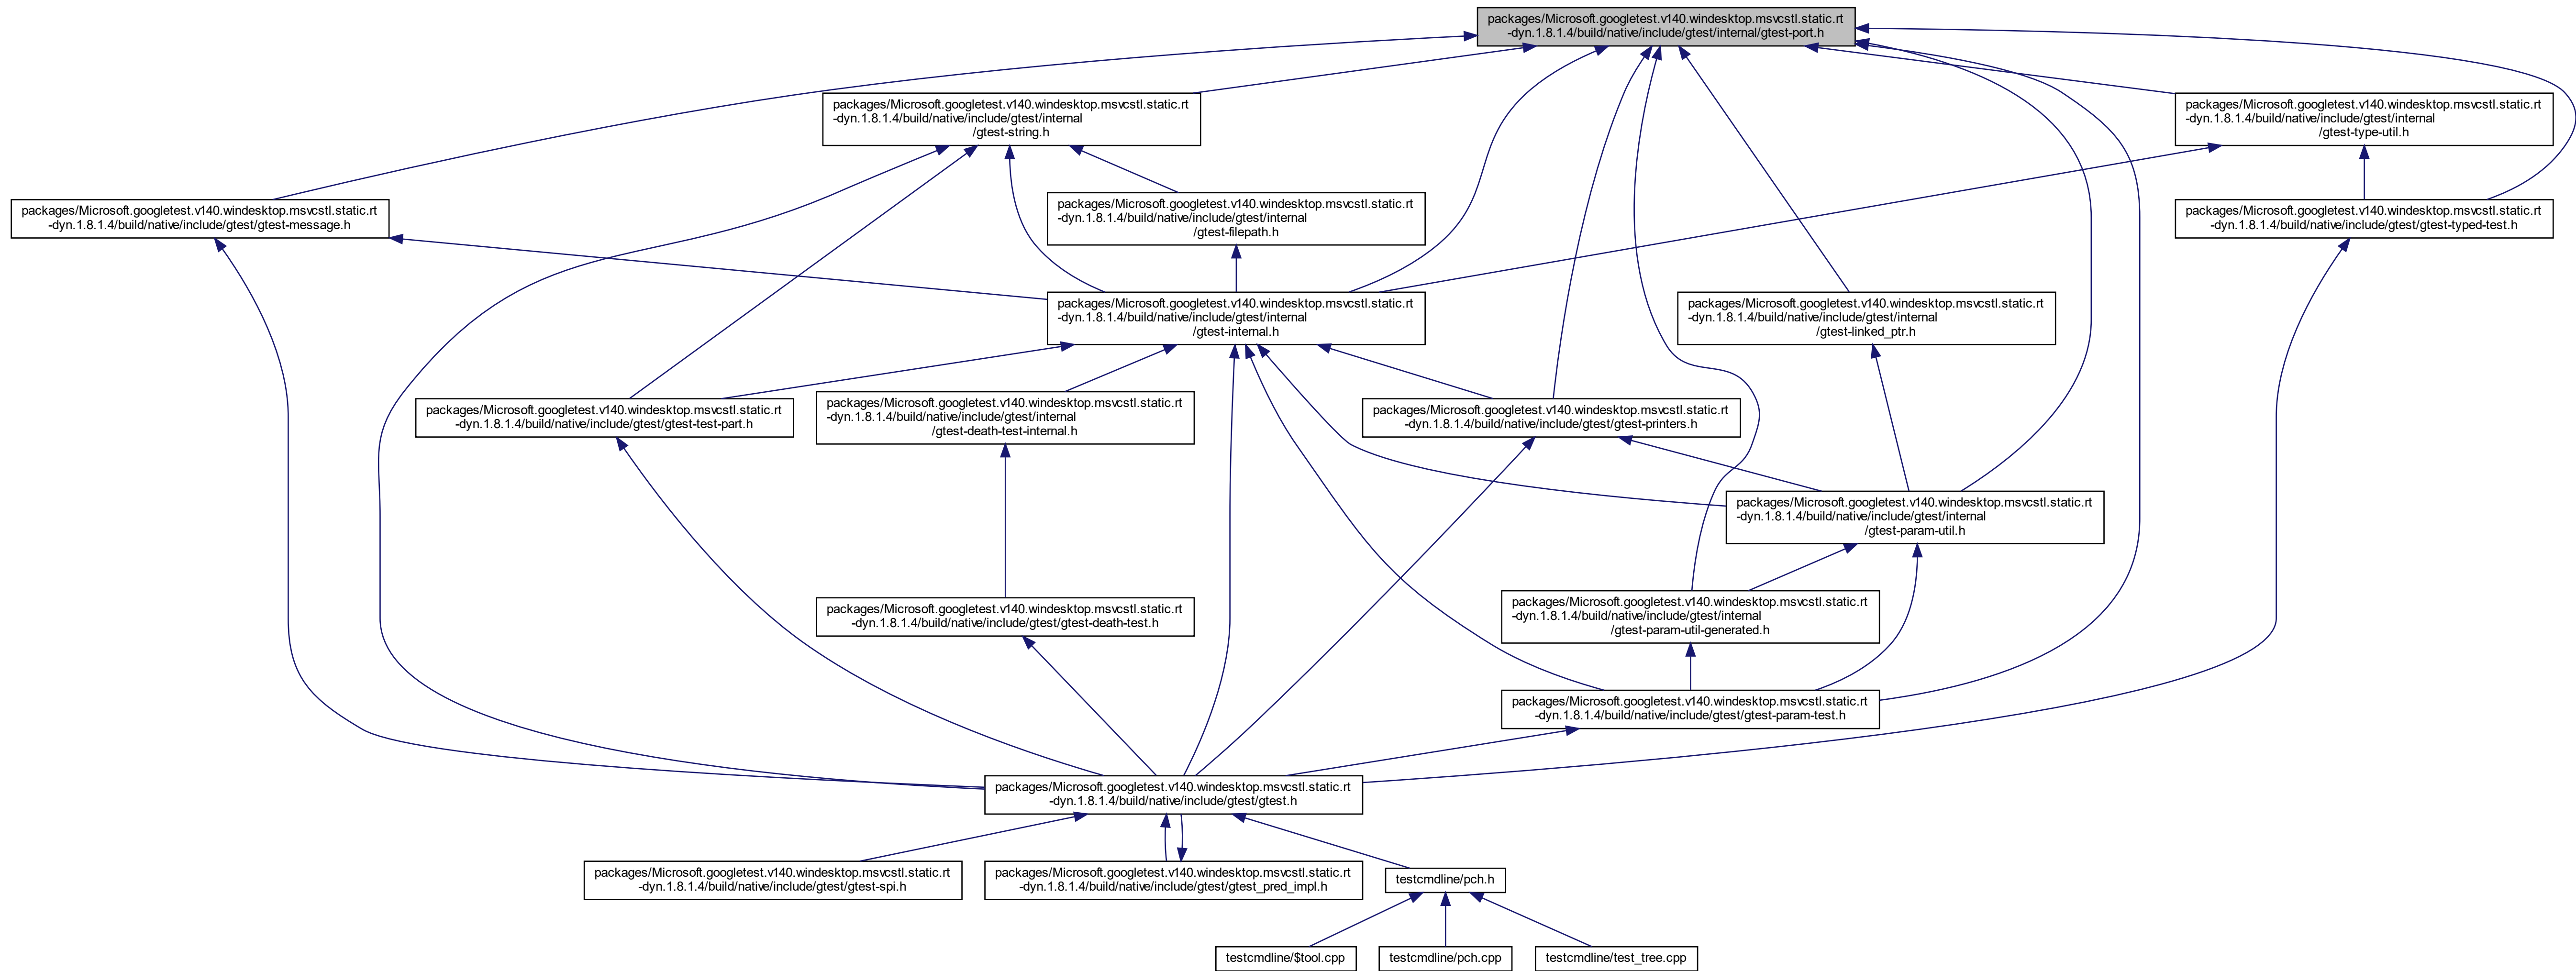 packages/Microsoft.googletest.v140.windesktop.msvcstl.static.rt
-dyn.1.8.1.4/build/native/include/gtest/internal/gtest-port.h
packages/Microsoft.googletest.v140.windesktop.msvcstl.static.rt
-dyn.1.8.1.4/build/native/include/gtest/internal
/gtest-string.h
packages/Microsoft.googletest.v140.windesktop.msvcstl.static.rt
-dyn.1.8.1.4/build/native/include/gtest/internal
/gtest-type-util.h
packages/Microsoft.googletest.v140.windesktop.msvcstl.static.rt
-dyn.1.8.1.4/build/native/include/gtest/gtest-message.h
packages/Microsoft.googletest.v140.windesktop.msvcstl.static.rt
-dyn.1.8.1.4/build/native/include/gtest/internal
/gtest-filepath.h
packages/Microsoft.googletest.v140.windesktop.msvcstl.static.rt
-dyn.1.8.1.4/build/native/include/gtest/gtest-typed-test.h
packages/Microsoft.googletest.v140.windesktop.msvcstl.static.rt
-dyn.1.8.1.4/build/native/include/gtest/internal
/gtest-internal.h
packages/Microsoft.googletest.v140.windesktop.msvcstl.static.rt
-dyn.1.8.1.4/build/native/include/gtest/internal
/gtest-linked_ptr.h
packages/Microsoft.googletest.v140.windesktop.msvcstl.static.rt
-dyn.1.8.1.4/build/native/include/gtest/gtest-test-part.h
packages/Microsoft.googletest.v140.windesktop.msvcstl.static.rt
-dyn.1.8.1.4/build/native/include/gtest/internal
/gtest-death-test-internal.h
packages/Microsoft.googletest.v140.windesktop.msvcstl.static.rt
-dyn.1.8.1.4/build/native/include/gtest/gtest-printers.h
packages/Microsoft.googletest.v140.windesktop.msvcstl.static.rt
-dyn.1.8.1.4/build/native/include/gtest/internal
/gtest-param-util.h
packages/Microsoft.googletest.v140.windesktop.msvcstl.static.rt
-dyn.1.8.1.4/build/native/include/gtest/gtest-death-test.h
packages/Microsoft.googletest.v140.windesktop.msvcstl.static.rt
-dyn.1.8.1.4/build/native/include/gtest/internal
/gtest-param-util-generated.h
packages/Microsoft.googletest.v140.windesktop.msvcstl.static.rt
-dyn.1.8.1.4/build/native/include/gtest/gtest-param-test.h
packages/Microsoft.googletest.v140.windesktop.msvcstl.static.rt
-dyn.1.8.1.4/build/native/include/gtest/gtest.h
packages/Microsoft.googletest.v140.windesktop.msvcstl.static.rt
-dyn.1.8.1.4/build/native/include/gtest/gtest-spi.h
packages/Microsoft.googletest.v140.windesktop.msvcstl.static.rt
-dyn.1.8.1.4/build/native/include/gtest/gtest_pred_impl.h
testcmdline/pch.h
testcmdline/$tool.cpp
testcmdline/pch.cpp
testcmdline/test_tree.cpp